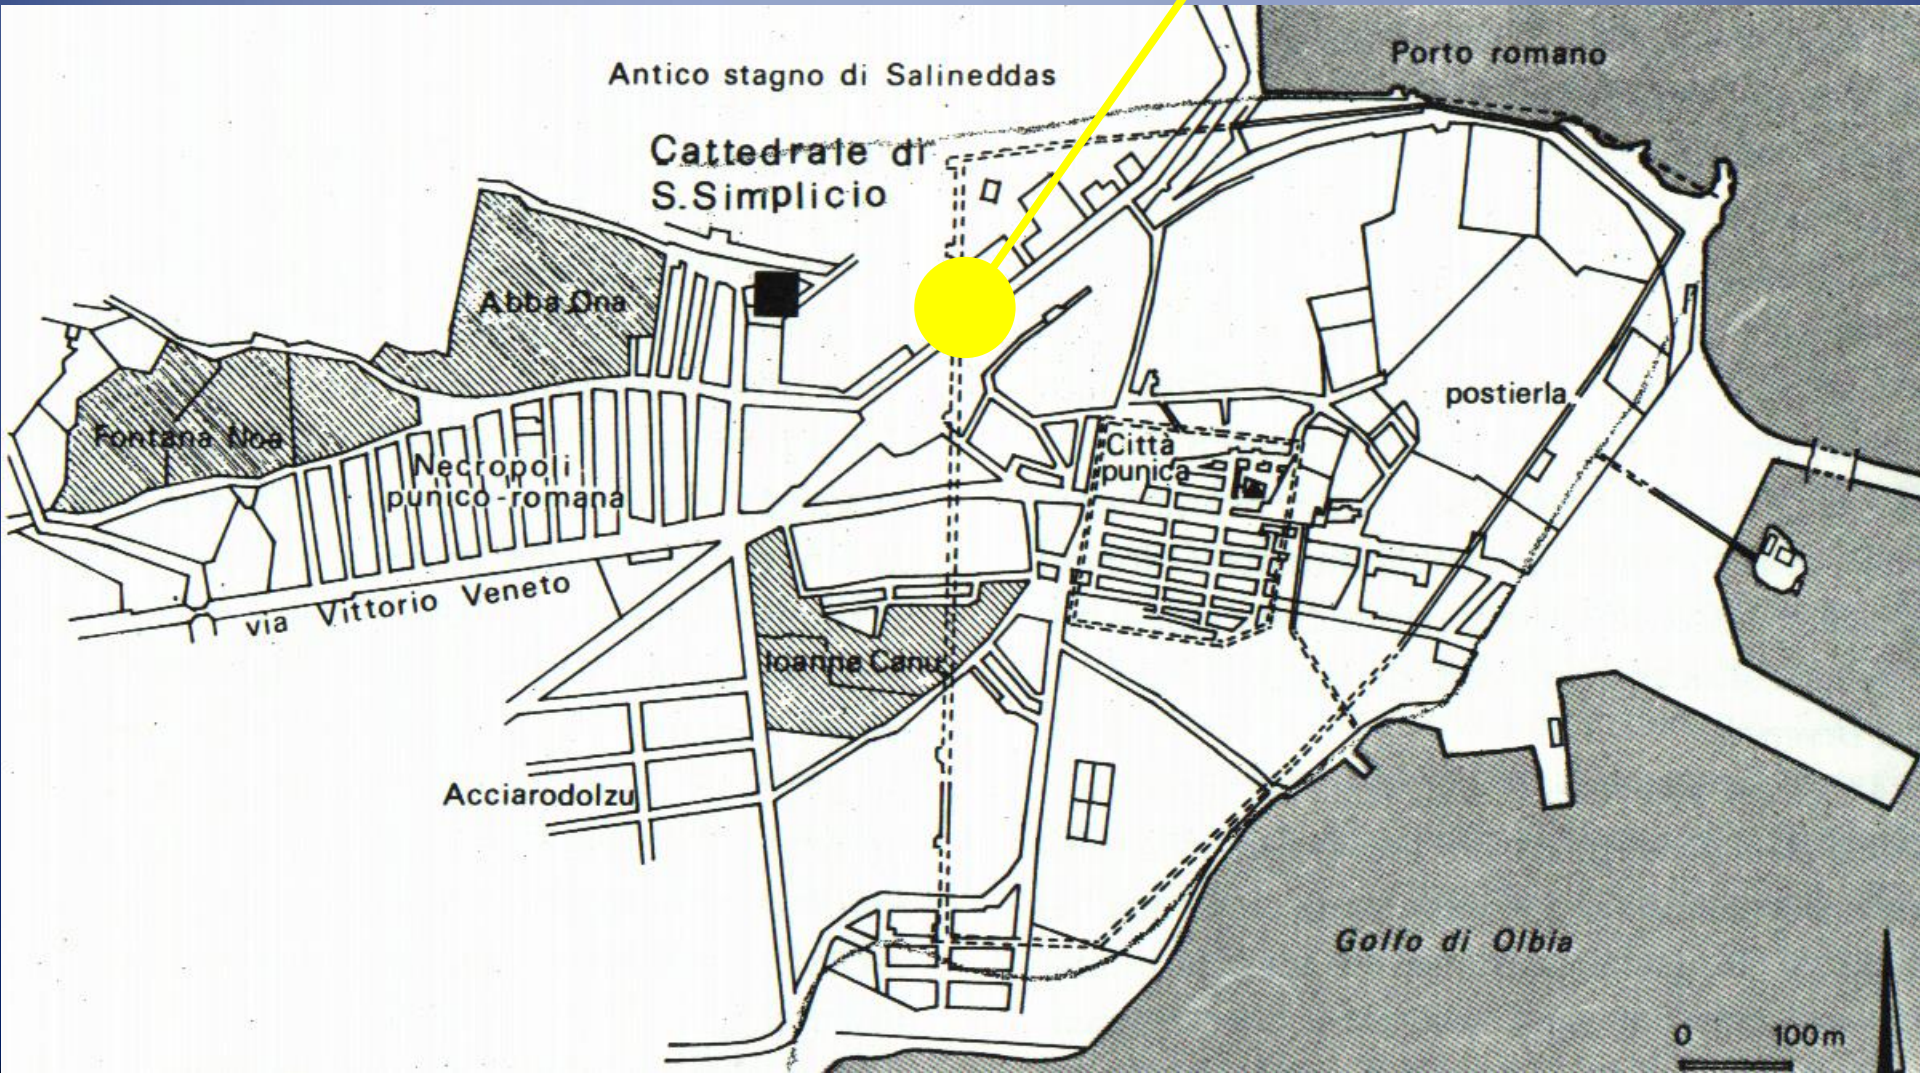 Porto romano
Antico stagno di Salineddas
Cattedrale di
S.Simplicio
Abba Ona
postierla
Fontana Noa
Città
punica
Necropoli
punico-romana
via Vittorio Veneto
Ioanne Canu
Acciarodolzu
Golfo di Olbia
0 100m